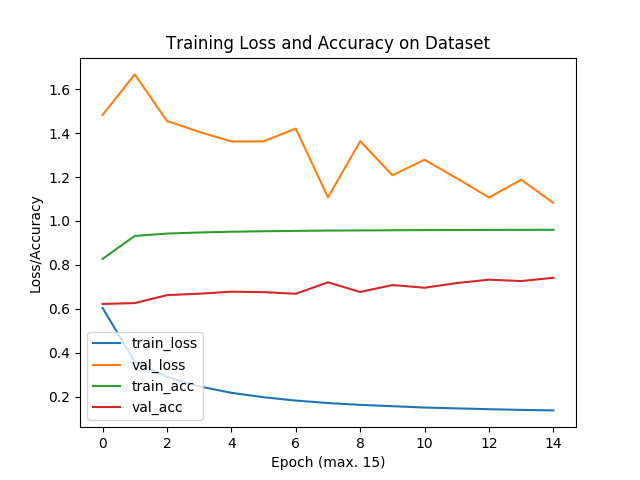 Training Loss and Accuracy on Dataset
Loss/Accuracy
1.6
1.4
1.2
1.0
0.8
0.6
0.4
0.2
train_loss
val_loss
train_acc
val_acc
0 2 4 6 8 10 12 14
Epoch (max. 15)